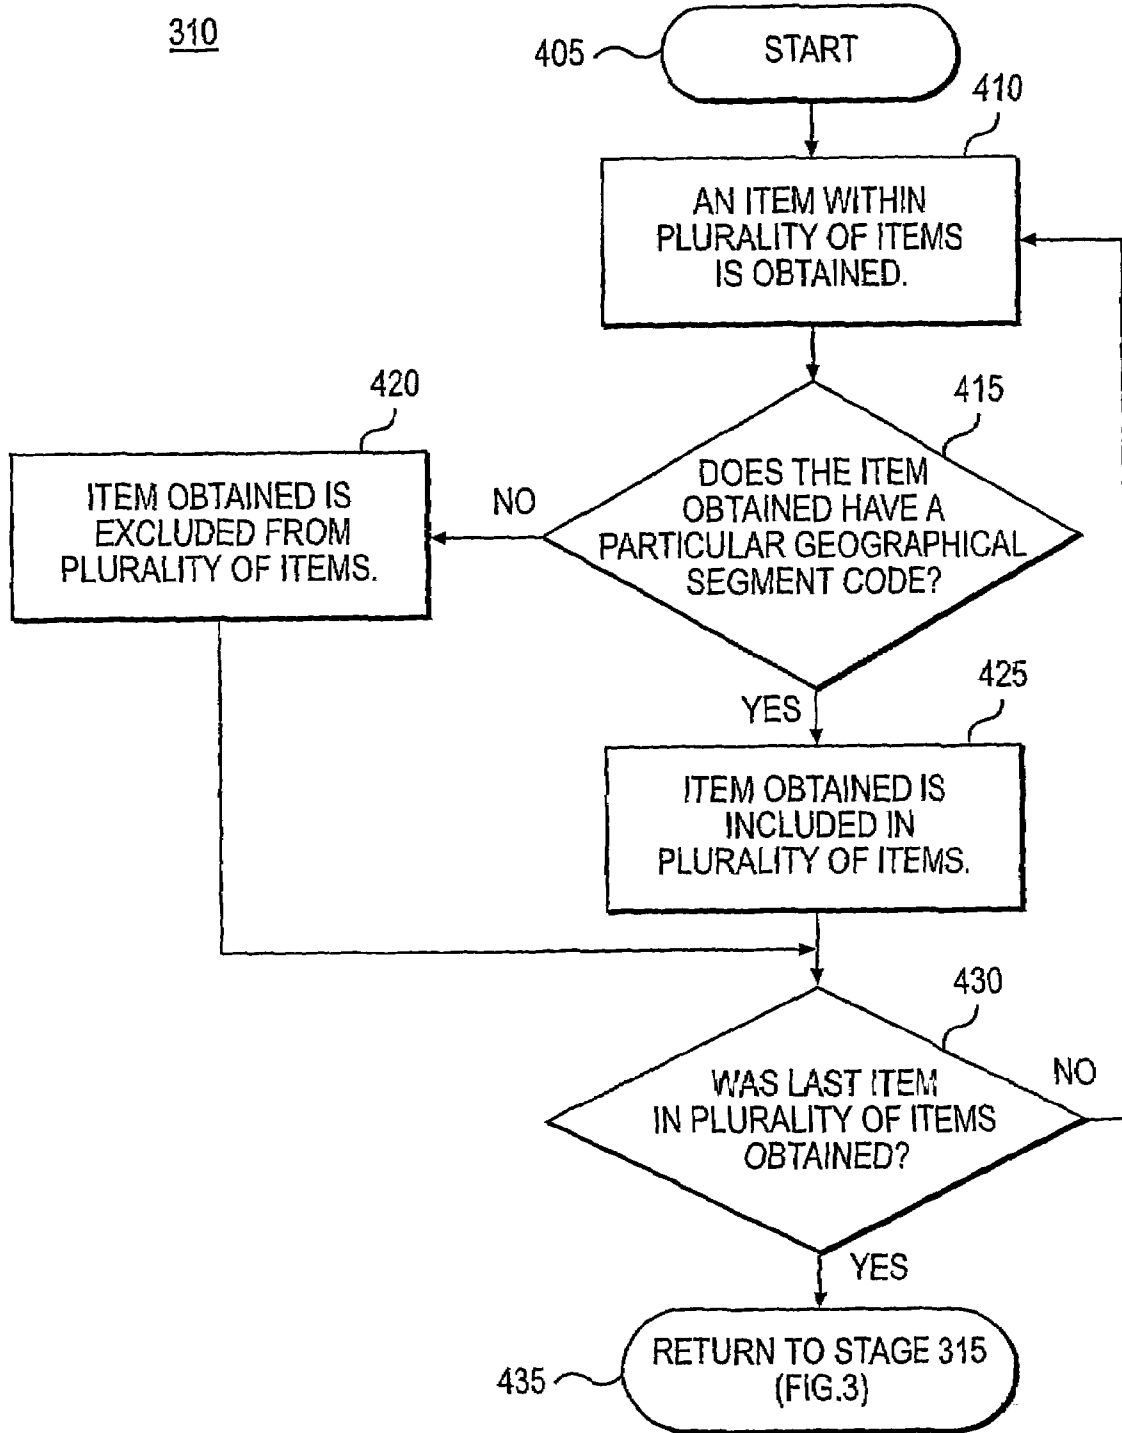 310
405
START
410
AN ITEM WITHIN
PLURALITY OF ITEMS
IS OBTAINED.
415
DOES THE ITEM
OBTAINED HAVE A
PARTICULAR GEOGRAPHICAL
SEGMENT CODE?
NO
420
ITEM OBTAINED IS
EXCLUDED FROM
PLURALITY OF ITEMS.
YES
425
ITEM OBTAINED IS
INCLUDED IN
PLURALITY OF ITEMS.
430
WAS LAST ITEM
IN PLURALITY OF ITEMS
OBTAINED?
NO
YES
435
RETURN TO STAGE 315
(FIG.3)